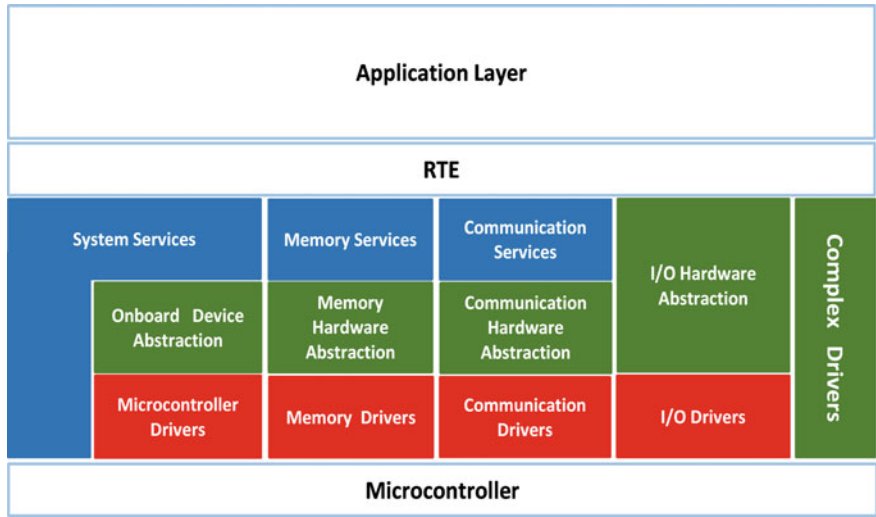 Application Layer
RTE
System Services
Memory Services
Communication
Services
I/O Hardware
Abstraction
Complex Drivers
Onboard Device
Abstraction
Memory
Hardware
Abstraction
Communication
Hardware
Abstraction
Microcontroller
Drivers
Memory Drivers
Communication
Drivers
I/O Drivers
Microcontroller